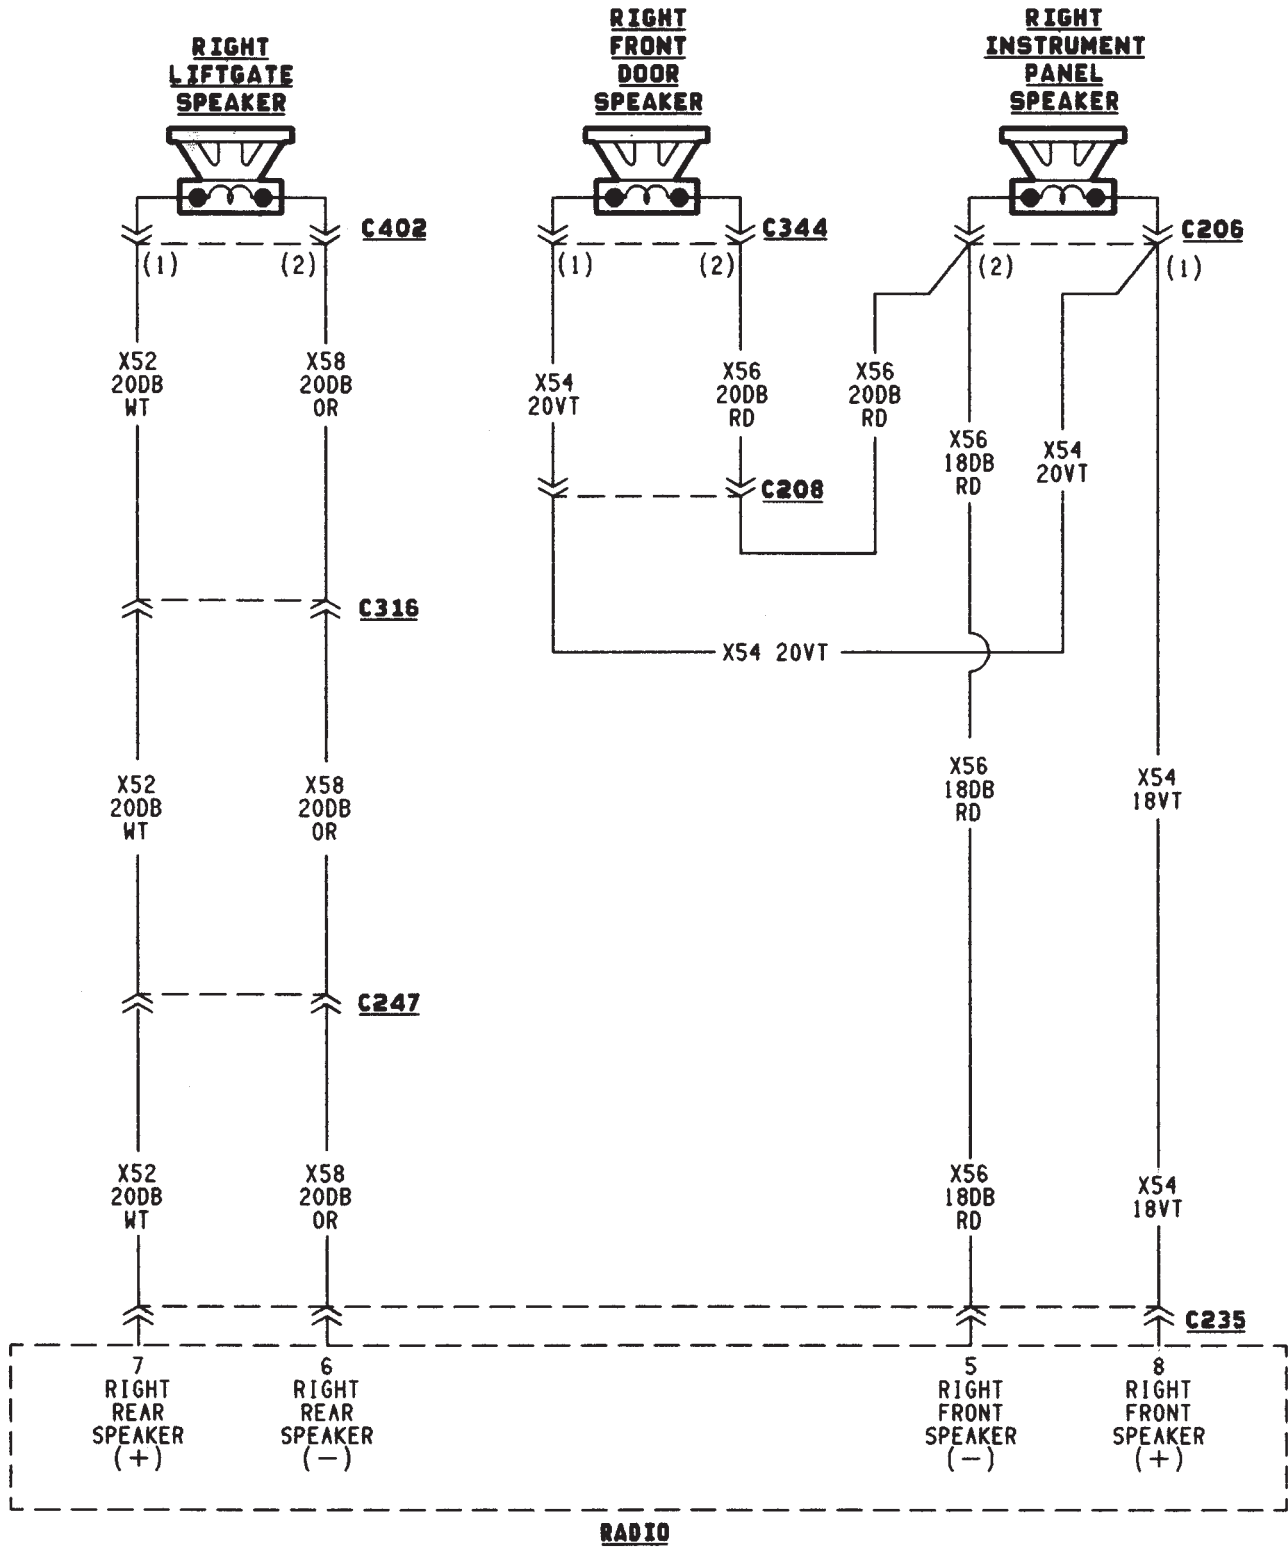 RIGHT
LIFTGATE
SPEAKER
RIGHT
FRONT
DOOR
SPEAKER
RIGHT
INSTRUMENT
PANEL
SPEAKER
C402
C344
C206
(1)
(2)
(1)
(2)
(2)
(1)
X52
20DB
WT
X58
20DB
OR
X54
20VT
X56
20DB
RD
X56
20DB
RD
X56
18DB
RD
X54
20VT
C208
C316
X54 20VT
X52
20DB
WT
X58
20DB
OR
X56
18DB
RD
X54
18VT
C247
X52
20DB
WT
X58
20DB
OR
X56
18DB
RD
X54
18VT
C235
7
RIGHT
REAR
SPEAKER
(+)
6
RIGHT
REAR
SPEAKER
(-)
5
RIGHT
FRONT
SPEAKER
(-)
8
RIGHT
FRONT
SPEAKER
(+)
RADIO